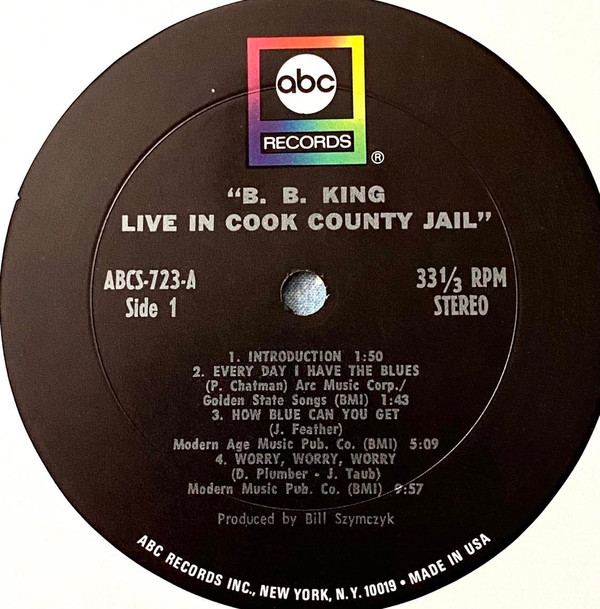 abc
RECORDS
®
“B. B. KING
LIVE IN COOK COUNTY JAIL”
ABCS-723-A
Side 1
33 1/3 RPM
STEREO
1. INTRODUCTION 1:50
2. EVERY DAY I HAVE THE BLUES
(P. Chatman) Arc Music Corp./
Golden State Songs (BMI) 1:43
3. HOW BLUE CAN YOU GET
(J. Feather)
Modern Age Music Pub. Co. (BMI) 5:09
4. WORRY, WORRY, WORRY
(D. Plumber - J. Taub)
Modern Music Pub. Co. (BMI) 9:57
Produced by Bill Szymczyk
ABC RECORDS INC., NEW YORK, N.Y. 10019 • MADE IN USA